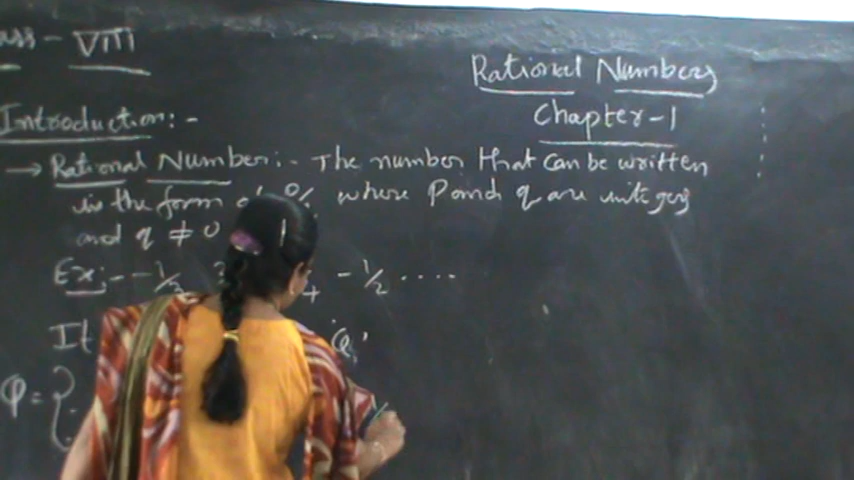 ass - VIII
Rational Numbers
Chapter-1
Introduction:-
→ Rational Number:- The number that can be written
in the form of P/q where P and q are integers
and q ≠ 0
Ex:- -1/3 -1/2 ....
It 'Q'
Q = {